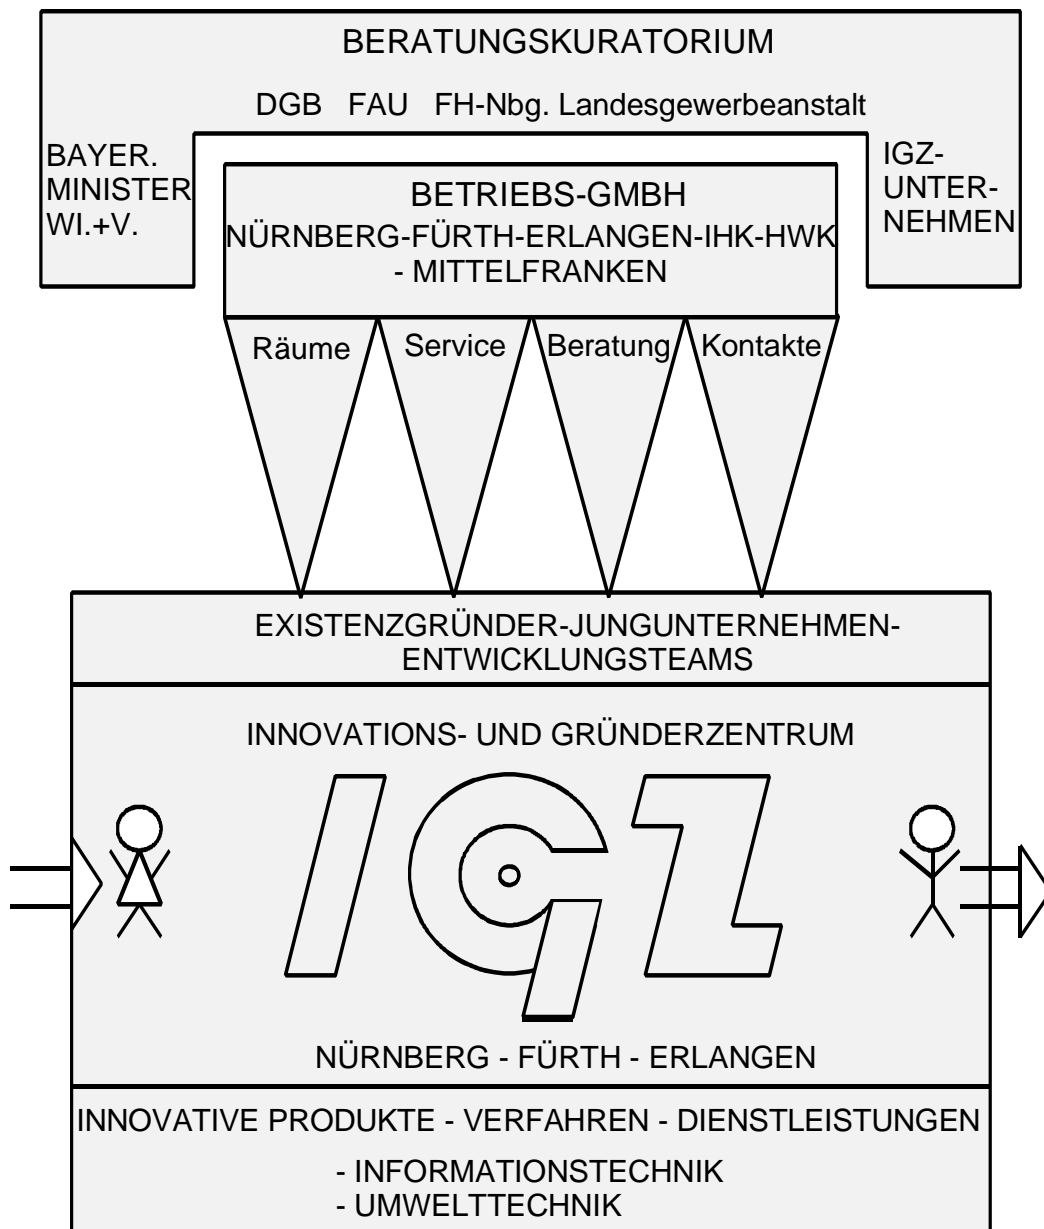 BERATUNGSKURATORIUM
DGB FAU FH-Nbg. Landesgewerbeanstalt
BAYER.
MINISTER
WI.+V.
IGZ-
UNTER-
NEHMEN
BETRIEBS-GMBH
NÜRNBERG-FÜRTH-ERLANGEN-IHK-HWK
- MITTELFRANKEN
Räume Service Beratung Kontakte
EXISTENZGRÜNDER-JUNGUNTERNEHMEN-
ENTWICKLUNGSTEAMS
INNOVATIONS- UND GRÜNDERZENTRUM
IGZ
NÜRNBERG - FÜRTH - ERLANGEN
INNOVATIVE PRODUKTE - VERFAHREN - DIENSTLEISTUNGEN
- INFORMATIONSTECHNIK
- UMWELTTECHNIK